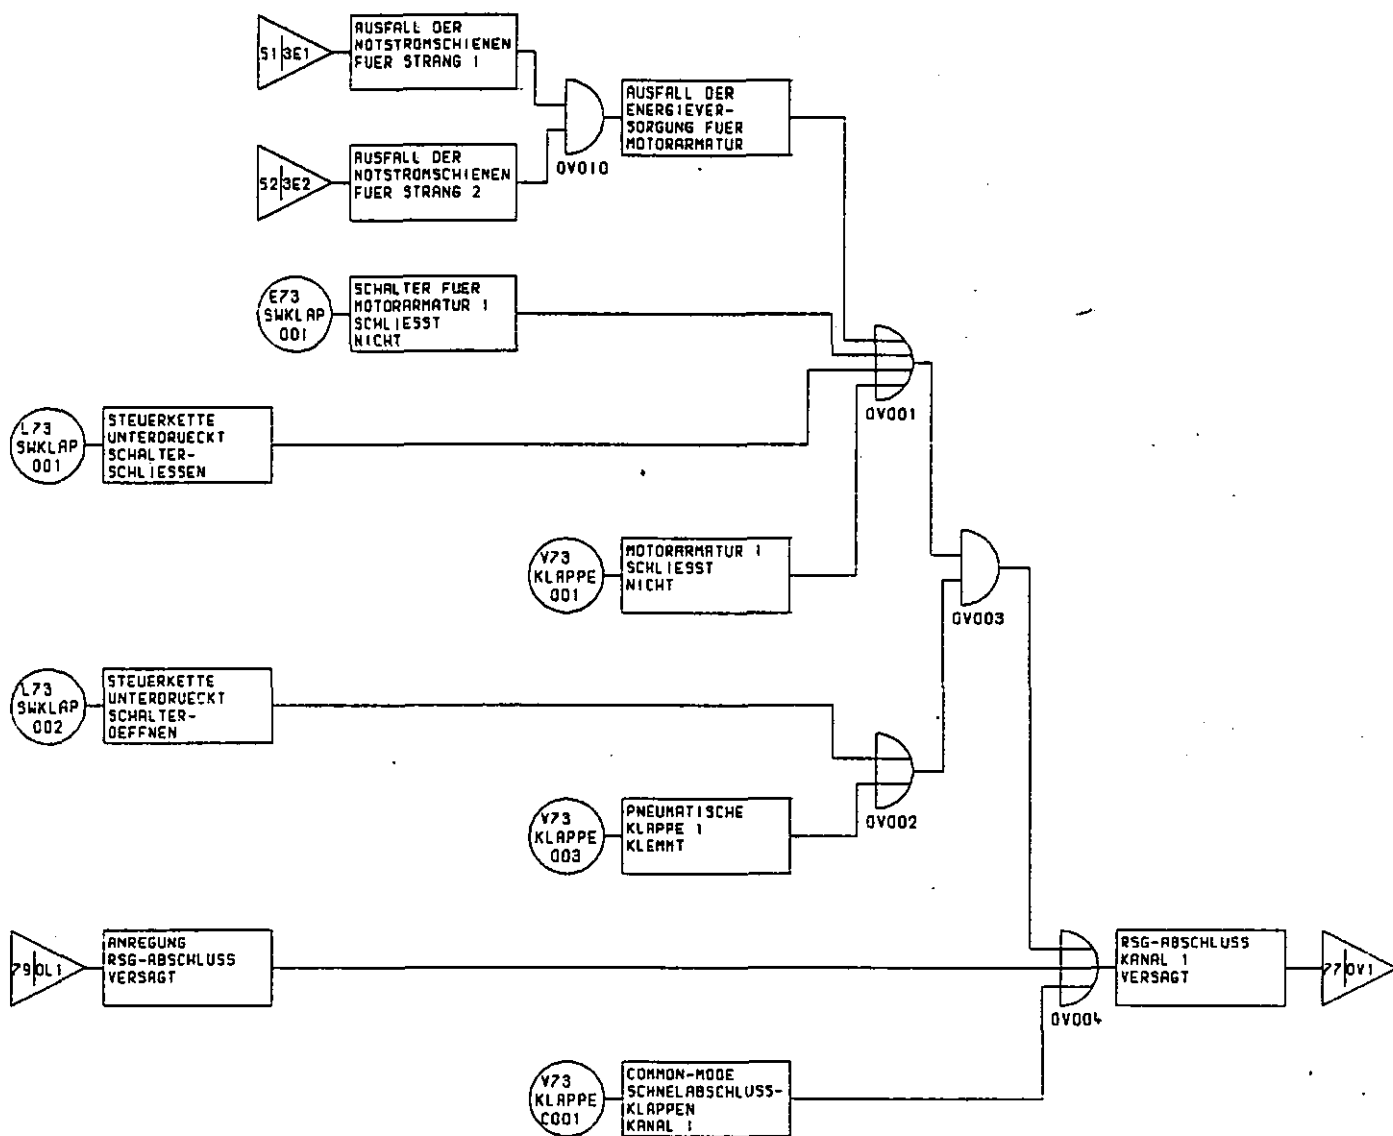 51 3E1
AUSFALL DER
NOTSTROMSCHIENEN
FUER STRANG 1
AUSFALL DER
ENERGIEVER-
SORGUNG FUER
MOTORARMATUR
OV010
52 3E2
AUSFALL DER
NOTSTROMSCHIENEN
FUER STRANG 2
E73
SWKLAP
001
SCHALTER FUER
MOTORARMATUR 1
SCHLIESST
NICHT
OV001
L73
SWKLAP
001
STEUERKETTE
UNTERDRUECKT
SCHALTER-
SCHLIESSEN
V73
KLAPPE
001
MOTORARMATUR 1
SCHLIESST
NICHT
OV003
L73
SWKLAP
002
STEUERKETTE
UNTERDRUECKT
SCHALTER-
OEFFNEN
OV002
V73
KLAPPE
003
PNEUMATISCHE
KLAPPE 1
KLEMMT
79 OL1
ANREGUNG
RSG-ABSCHLUSS
VERSAGT
OV004
RSG-ABSCHLUSS
KANAL 1
VERSAGT
77 OV1
V73
KLAPPE
C001
COMMON-MODE
SCHNELABSCHLUSS-
KLAPPEN
KANAL 1